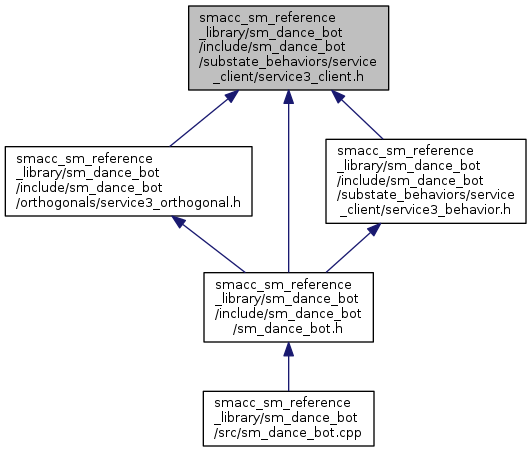 smacc_sm_reference
_library/sm_dance_bot
/include/sm_dance_bot
/substate_behaviors/service
_client/service3_client.h
smacc_sm_reference
_library/sm_dance_bot
/include/sm_dance_bot
/orthogonals/service3_orthogonal.h
smacc_sm_reference
_library/sm_dance_bot
/include/sm_dance_bot
/substate_behaviors/service
_client/service3_behavior.h
smacc_sm_reference
_library/sm_dance_bot
/include/sm_dance_bot
/sm_dance_bot.h
smacc_sm_reference
_library/sm_dance_bot
/src/sm_dance_bot.cpp